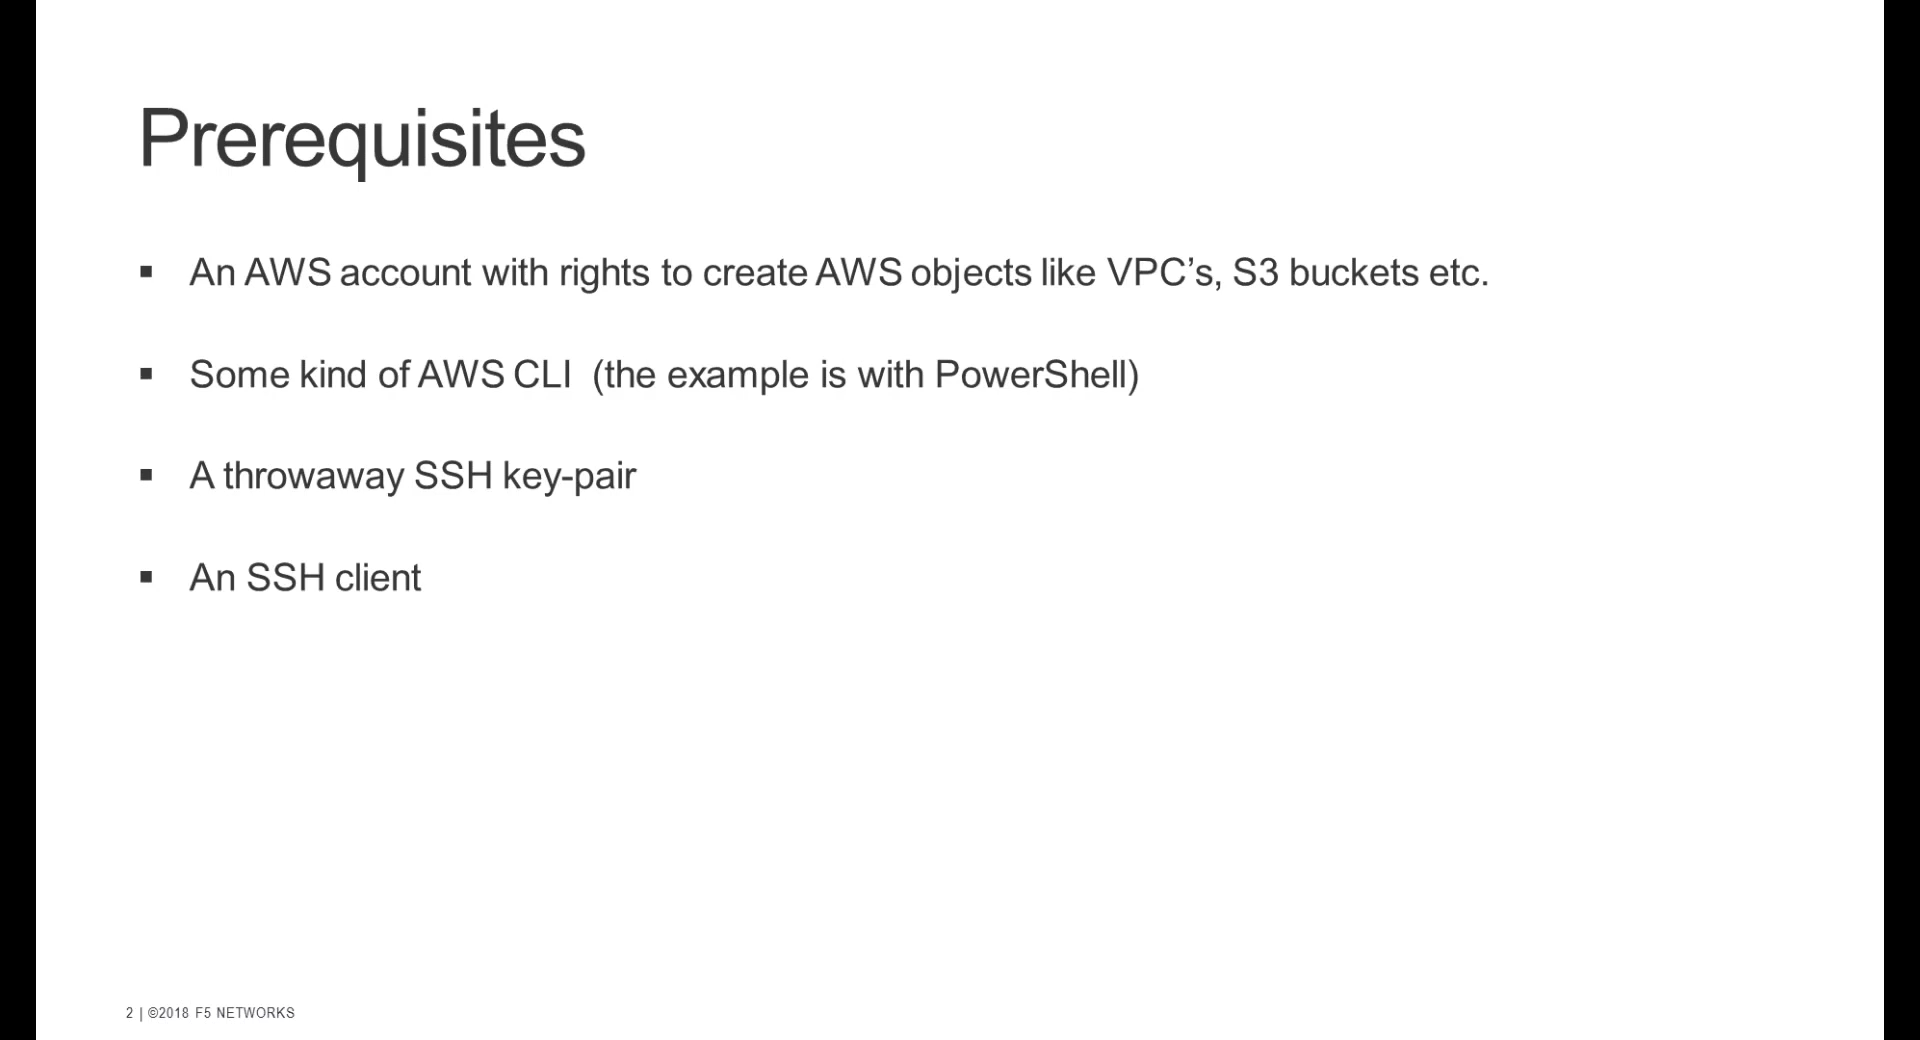 Prerequisites
▪ An AWS account with rights to create AWS objects like VPC’s, S3 buckets etc.
▪ Some kind of AWS CLI  (the example is with PowerShell)
▪ A throwaway SSH key-pair
▪ An SSH client
2 | ©2018 F5 NETWORKS